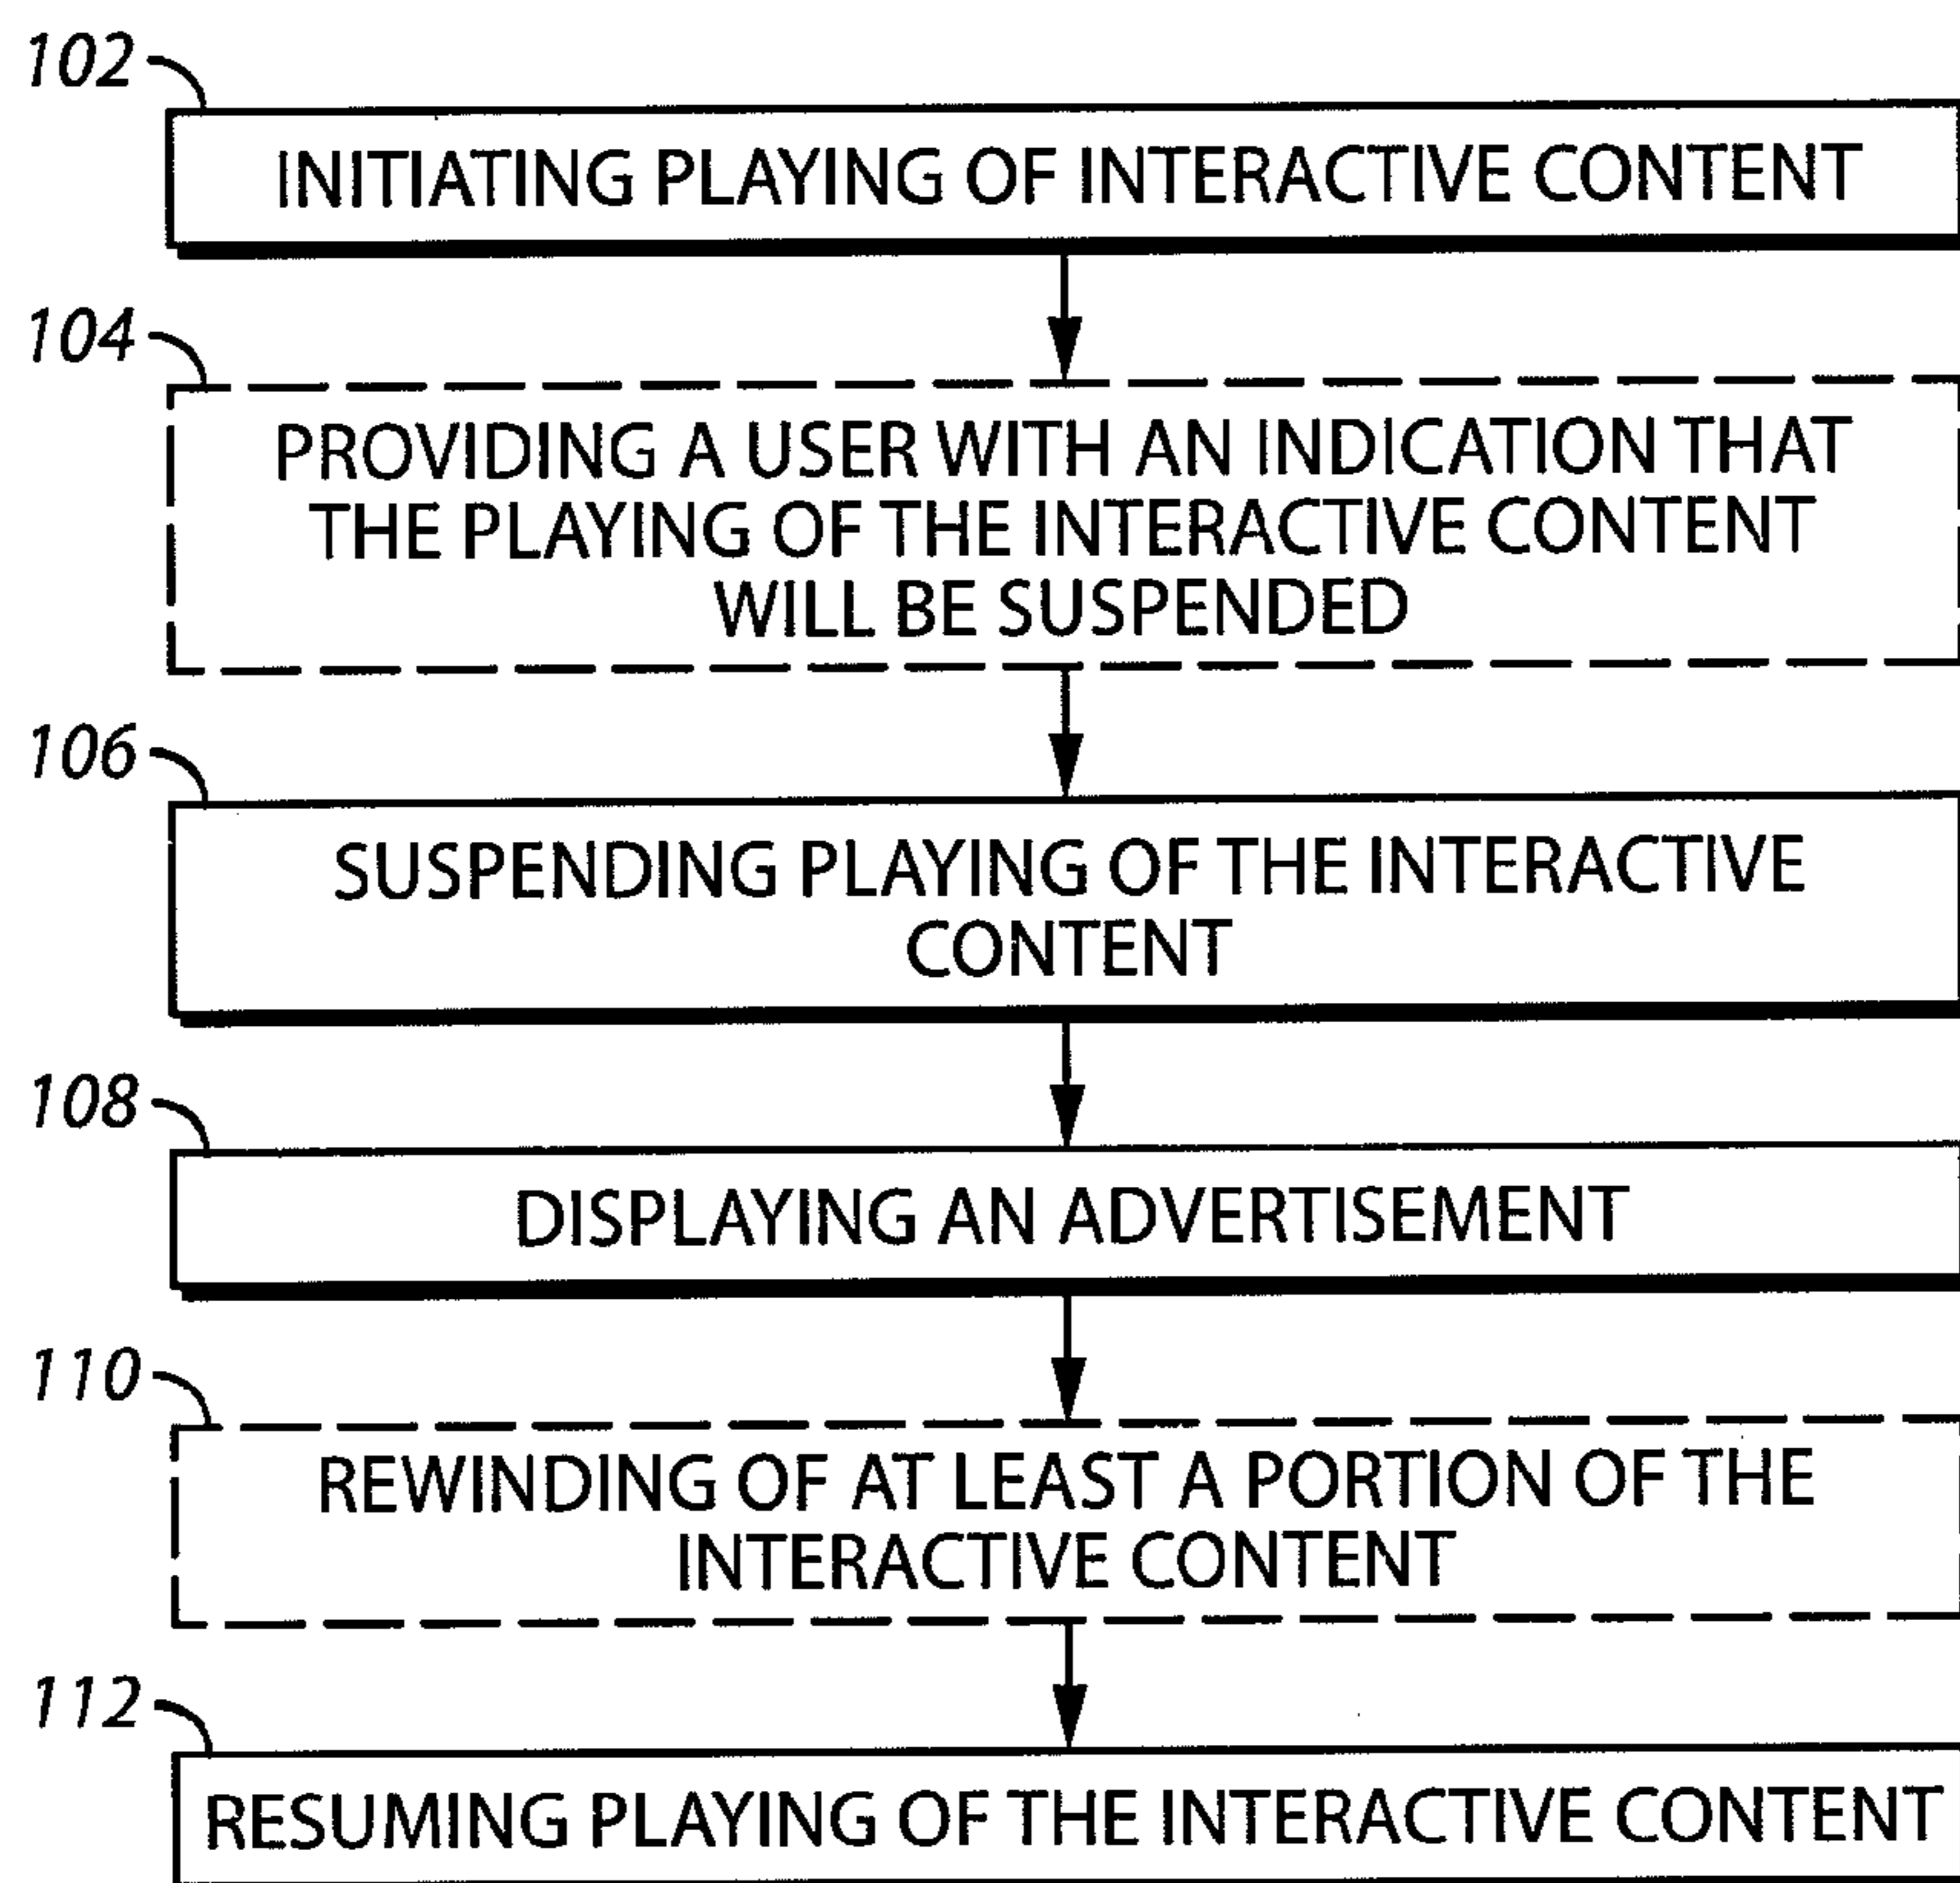 102
INITIATING PLAYING OF INTERACTIVE CONTENT
104
PROVIDING A USER WITH AN INDICATION THAT
THE PLAYING OF THE INTERACTIVE CONTENT
WILL BE SUSPENDED
106
SUSPENDING PLAYING OF THE INTERACTIVE
CONTENT
108
DISPLAYING AN ADVERTISEMENT
110
REWINDING OF AT LEAST A PORTION OF THE
INTERACTIVE CONTENT
112
RESUMING PLAYING OF THE INTERACTIVE CONTENT